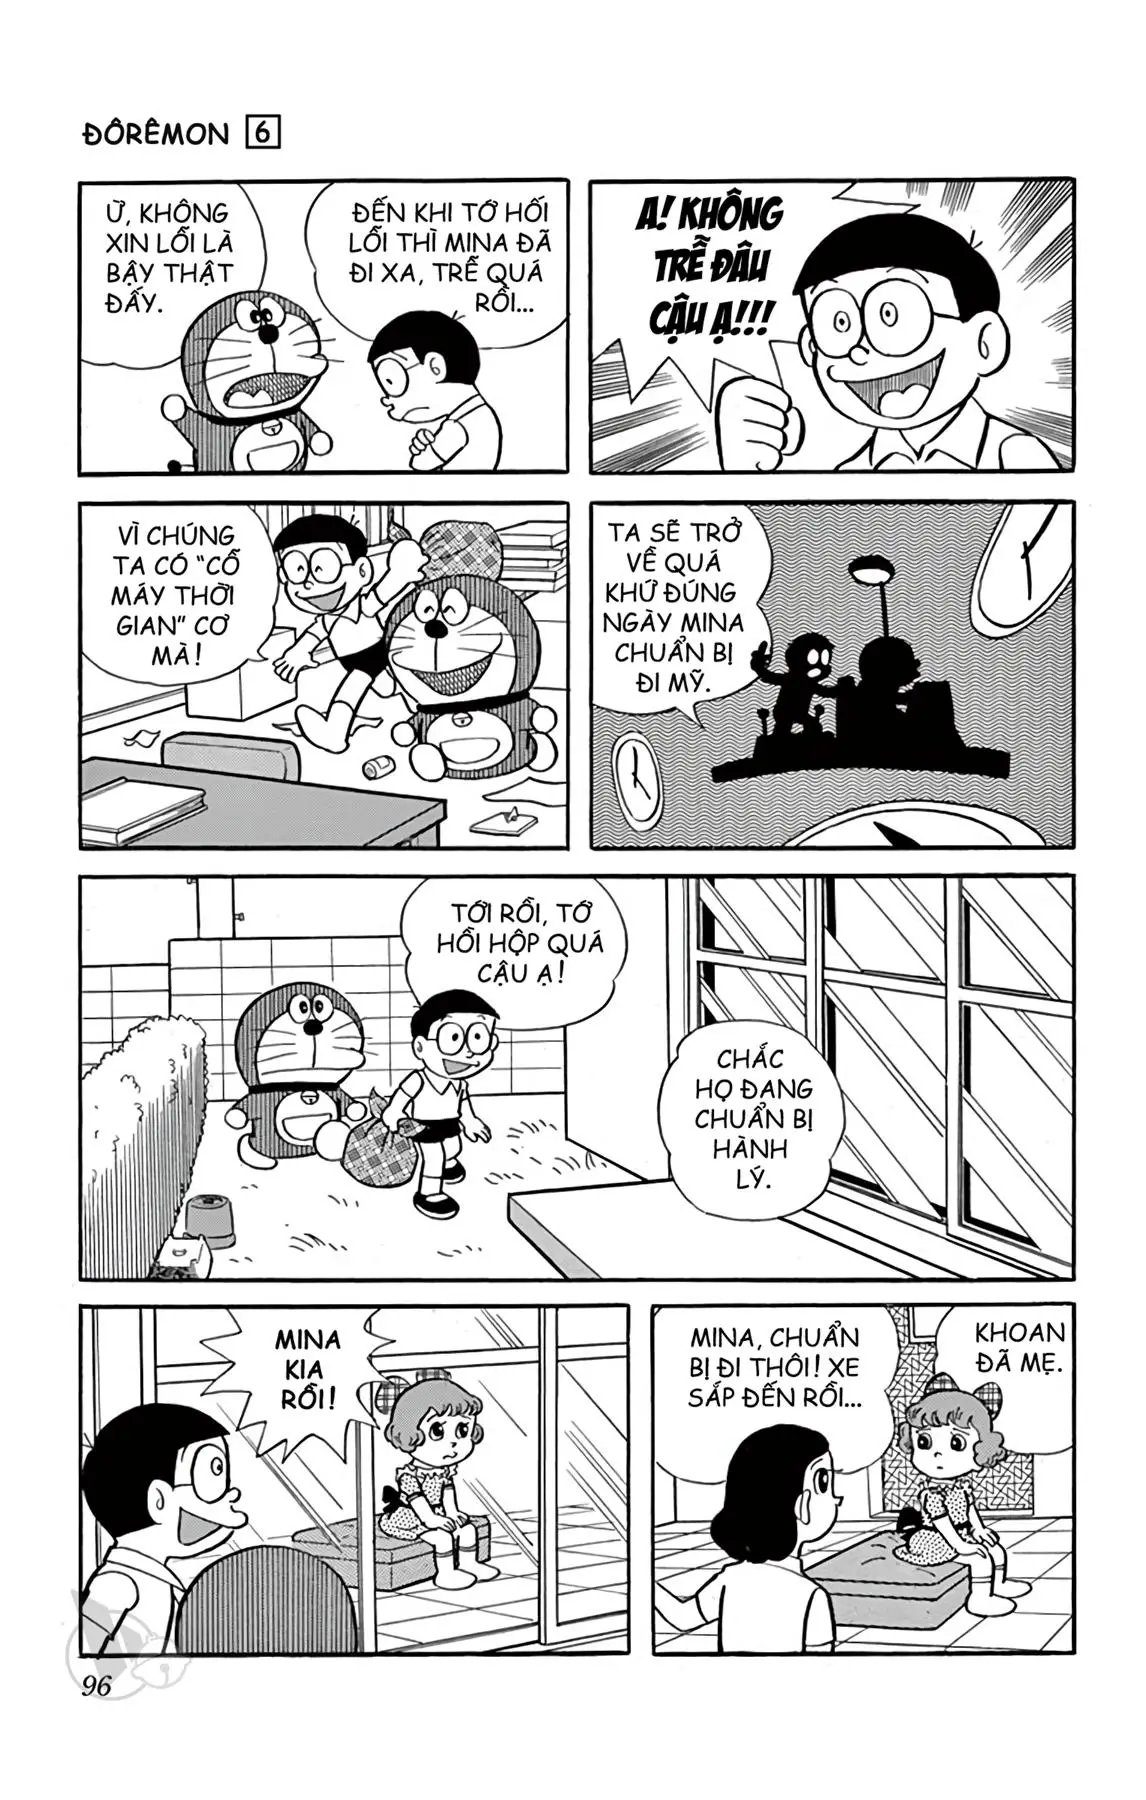 ĐÔRÊMON 6
Ừ, KHÔNG
XIN LỖI LÀ
BẬY THẬT
ĐẤY.
ĐẾN KHI TỚ HỐI
LỖI THÌ MINA ĐÃ
ĐI XA, TRỄ QUÁ
RỒI...
A! KHÔNG
TRỄ ĐÂU
CẬU Ạ!!!
VÌ CHÚNG
TA CÓ “CỖ
MÁY THỜI
GIAN” CƠ
MÀ!
TA SẼ TRỞ
VỀ QUÁ
KHỨ ĐÚNG
NGÀY MINA
CHUẨN BỊ
ĐI MỸ.
TỚI RỒI, TỚ
HỒI HỘP QUÁ
CẬU Ạ!
CHẮC
HỌ ĐANG
CHUẨN BỊ
HÀNH
LÝ.
MINA
KIA
RỒI!
MINA, CHUẨN
BỊ ĐI THÔI! XE
SẮP ĐẾN RỒI...
KHOAN
ĐÃ MẸ.
96